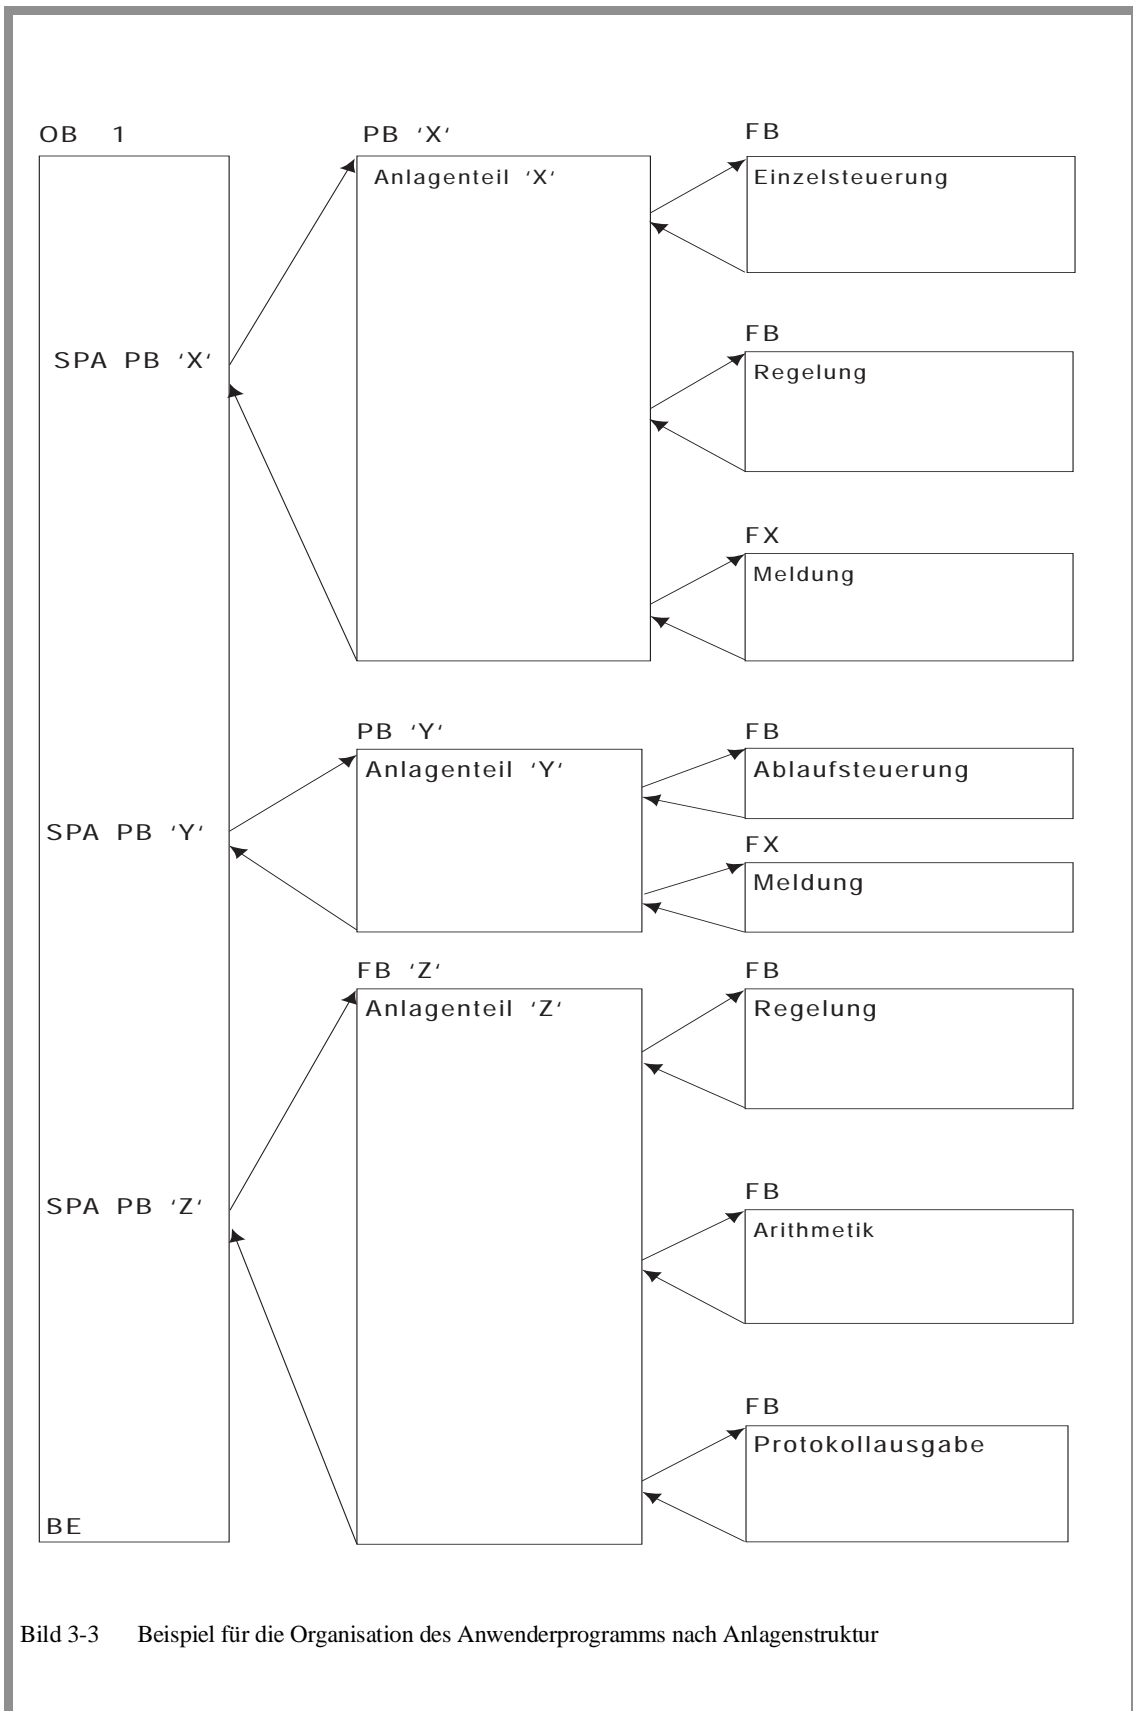 OB 1
SPA PB ‘X‘
SPA PB ‘Y‘
SPA PB ‘Z‘
BE
PB ‘X‘
Anlagenteil ‘X‘
FB
Einzelsteuerung
FB
Regelung
FX
Meldung
PB ‘Y‘
Anlagenteil ‘Y‘
FB
Ablaufsteuerung
FX
Meldung
FB ‘Z‘
Anlagenteil ‘Z‘
FB
Regelung
FB
Arithmetik
FB
Protokollausgabe
Bild 3-3 Beispiel für die Organisation des Anwenderprogramms nach Anlagenstruktur